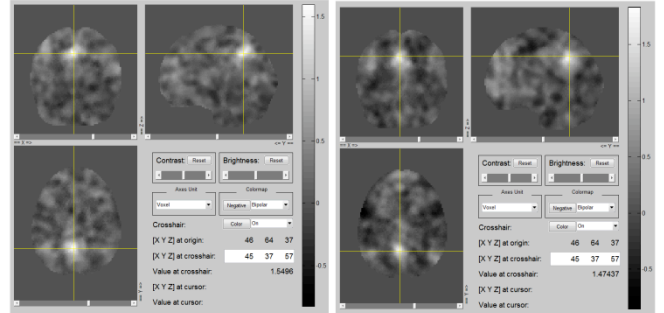 1.5
1
0.5
0
-0.5
<= X =>
<= Y =>
Contrast: Reset Brightness: Reset
Axes Unit Colormap
Voxel Negative Bipolar
Crosshair: Color On
[X Y Z] at origin: 46 64 37
[X Y Z] at crosshair: 45 37 57
Value at crosshair: 1.5496
[X Y Z] at cursor:
Value at cursor:
1.5
1
0.5
0
-0.5
<= X =>
<= Y =>
Contrast: Reset Brightness: Reset
Axes Unit Colormap
Voxel Negative Bipolar
Crosshair: Color On
[X Y Z] at origin: 46 64 37
[X Y Z] at crosshair: 45 37 57
Value at crosshair: 1.47437
[X Y Z] at cursor:
Value at cursor: